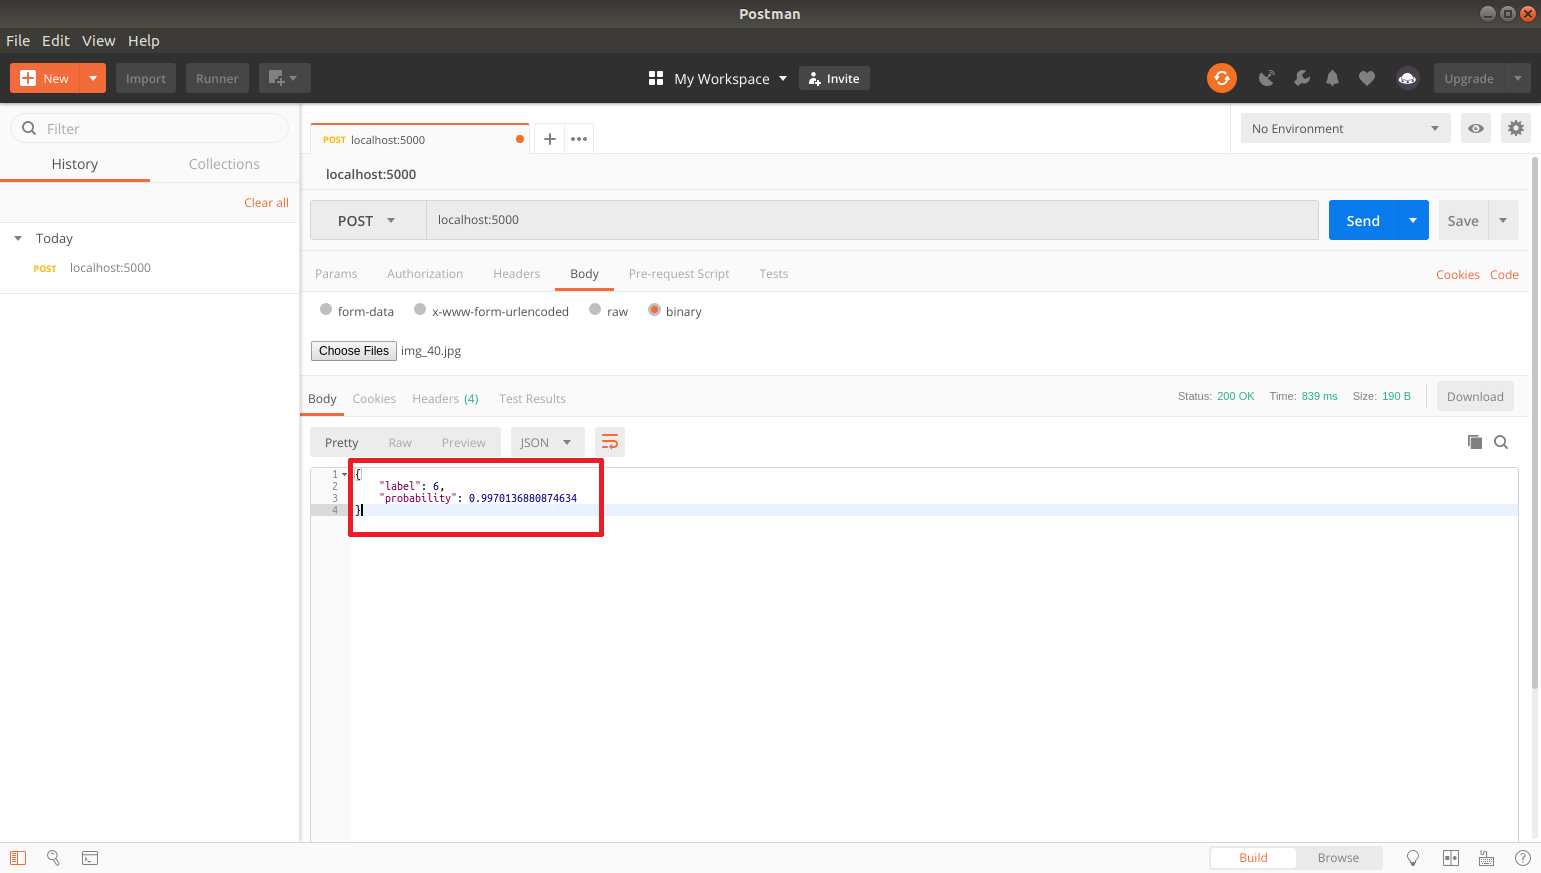 Postman
File Edit View Help
New Import Runner My Workspace Invite Upgrade
Filter
History Collections
Clear all
Today
POST localhost:5000
POST localhost:5000
No Environment
localhost:5000
POST localhost:5000 Send Save
Params Authorization Headers Body Pre-request Script Tests Cookies Code
form-data x-www-form-urlencoded raw binary
Choose Files img_40.jpg
Body Cookies Headers (4) Test Results Status: 200 OK Time: 839 ms Size: 190 B Download
Pretty Raw Preview JSON
1 {
2 "label": 6,
3 "probability": 0.9970136880874634
4 }
Build Browse